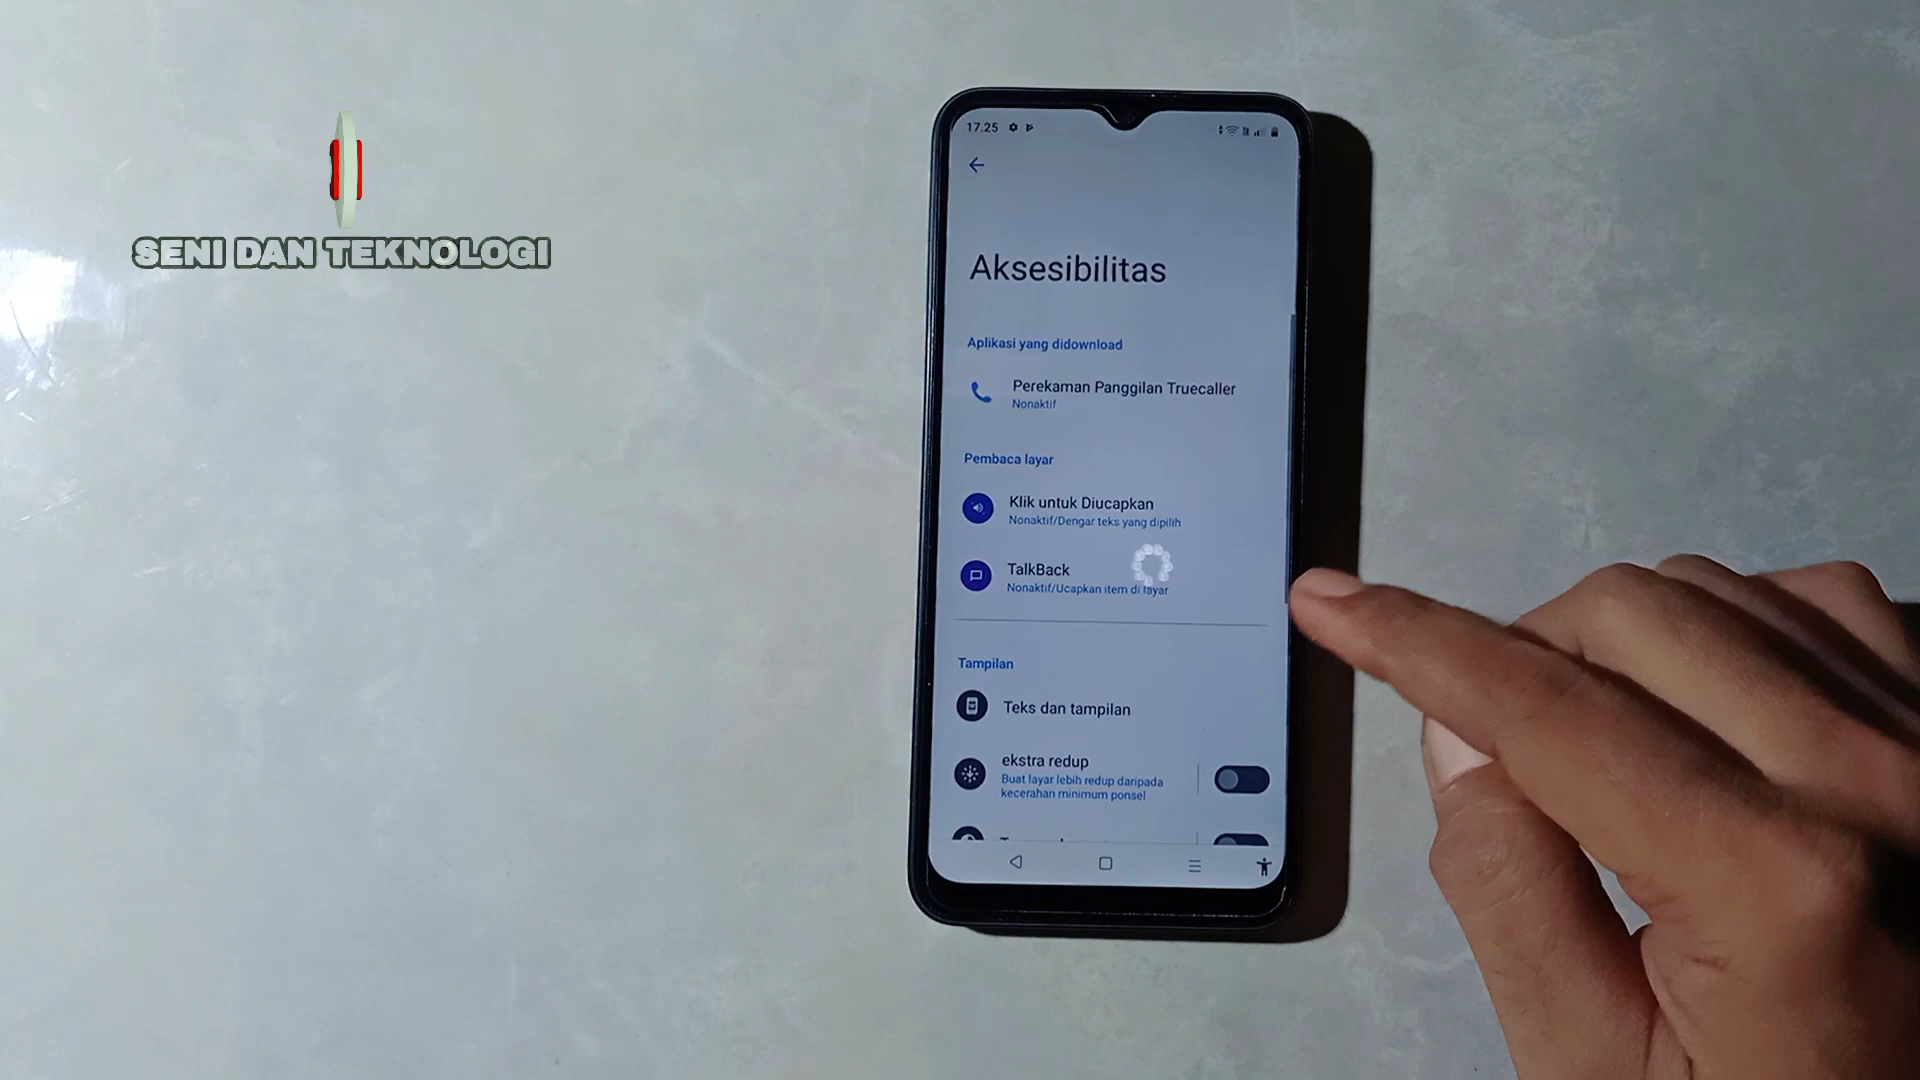 SENI DAN TEKNOLOGI
17.25
Aksesibilitas
Aplikasi yang didownload
Perekaman Panggilan Truecaller
Nonaktif
Pembaca layar
Klik untuk Diucapkan
Nonaktif/Dengar teks yang dipilih
TalkBack
Nonaktif/Ucapkan item di layar
Tampilan
Teks dan tampilan
ekstra redup
Buat layar lebih redup daripada
kecerahan minimum ponsel